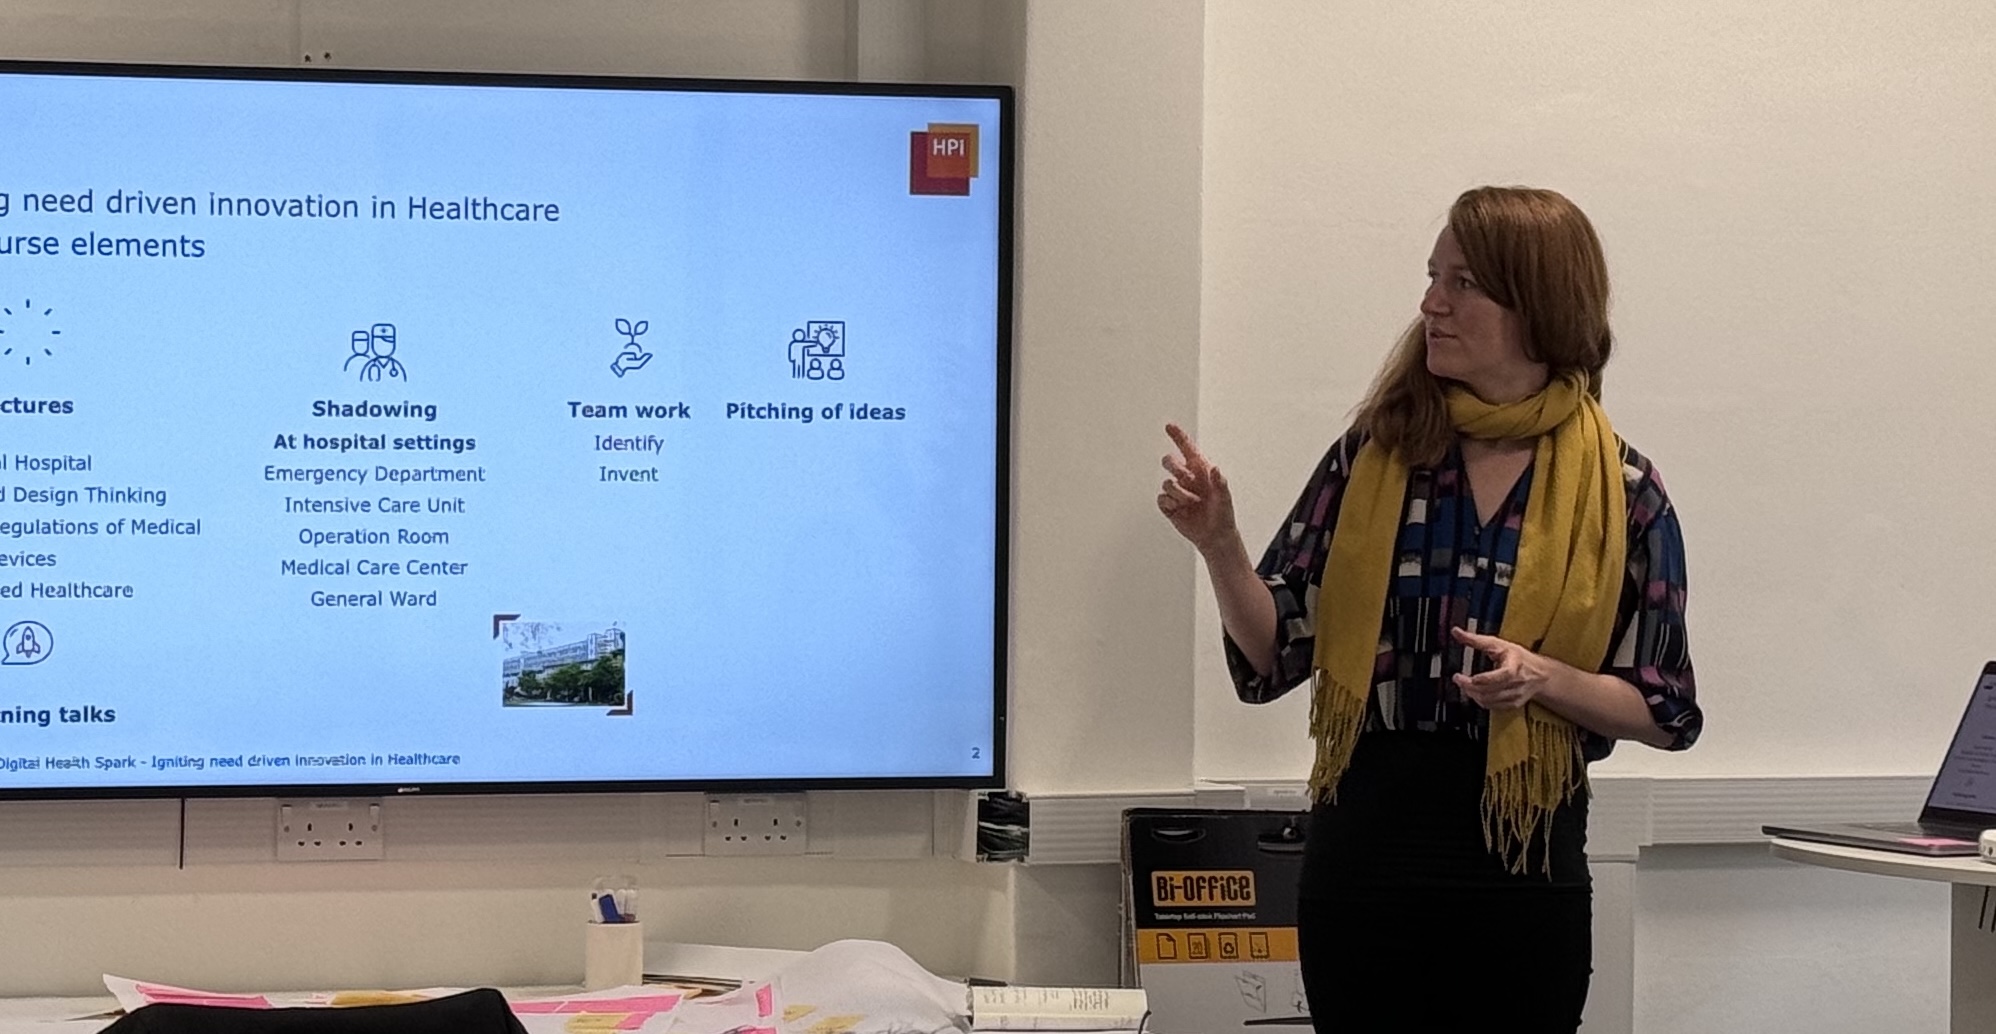 HPI
need driven innovation in Healthcare
elements
Shadowing
At hospital settings
Emergency Department
Intensive Care Unit
Operation Room
Medical Care Center
General Ward
Team work
Identify
Invent
Pitching of ideas
ctures
Hospital
Design Thinking
egulations of Medical
evices
ed Healthcare
ning talks
Digital Health Spark - Igniting need driven innovation in Healthcare
2
Bi-OFFiCE